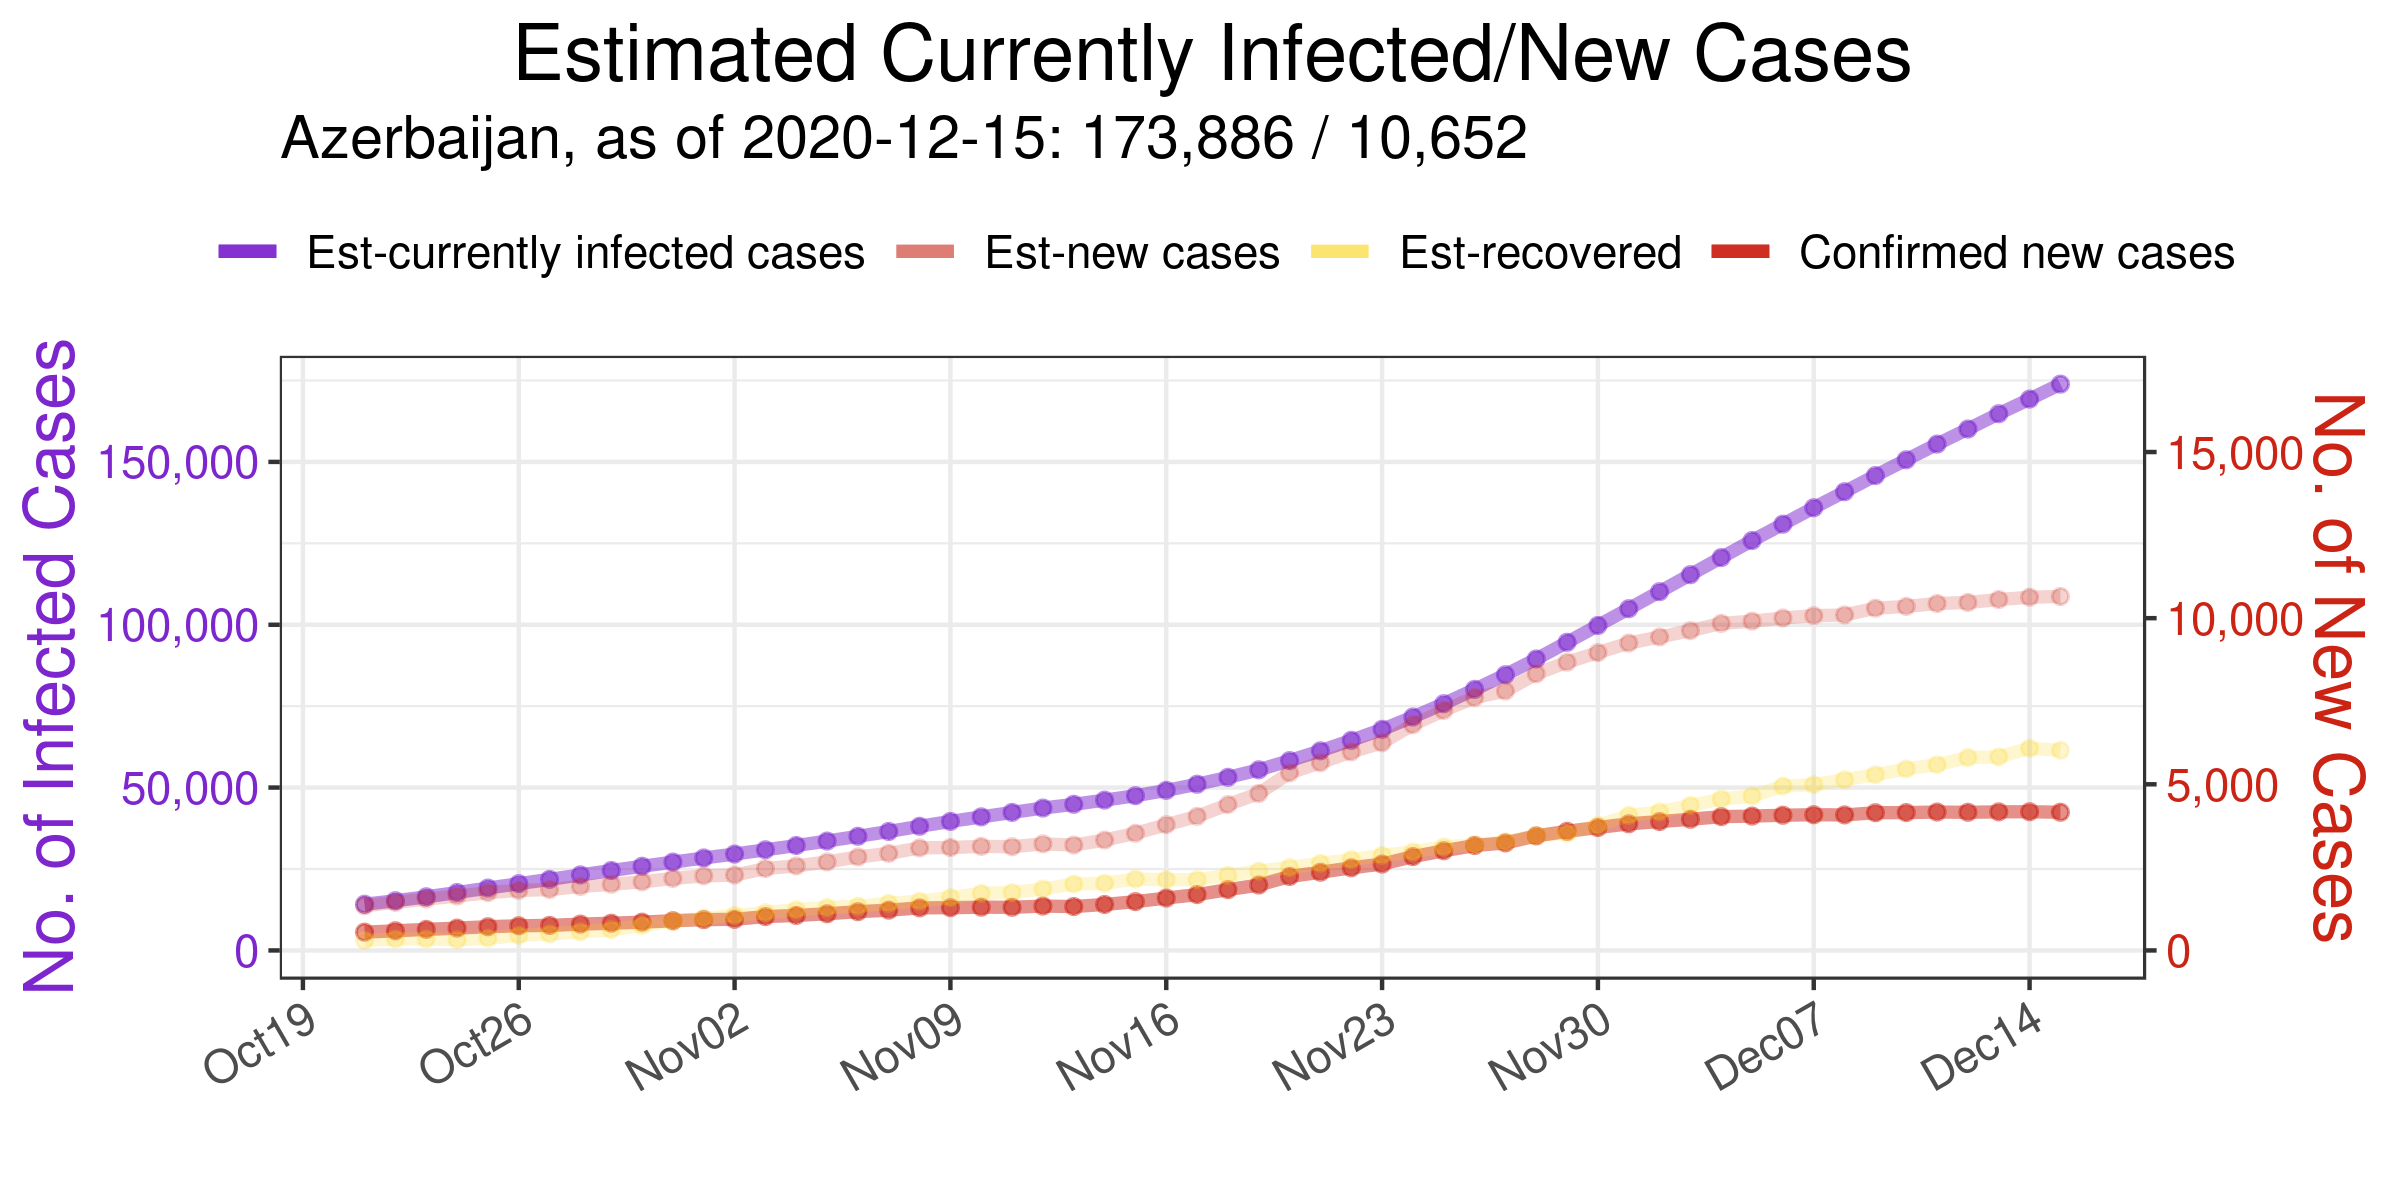 Estimated Currently Infected/New Cases
Azerbaijan, as of 2020-12-15: 173,886 / 10,652
Est-currently infected cases Est-new cases Est-recovered Confirmed new cases
No. of Infected Cases
150,000
100,000
50,000
0
15,000
10,000
5,000
0
No. of New Cases
Oct19 Oct26 Nov02 Nov09 Nov16 Nov23 Nov30 Dec07 Dec14